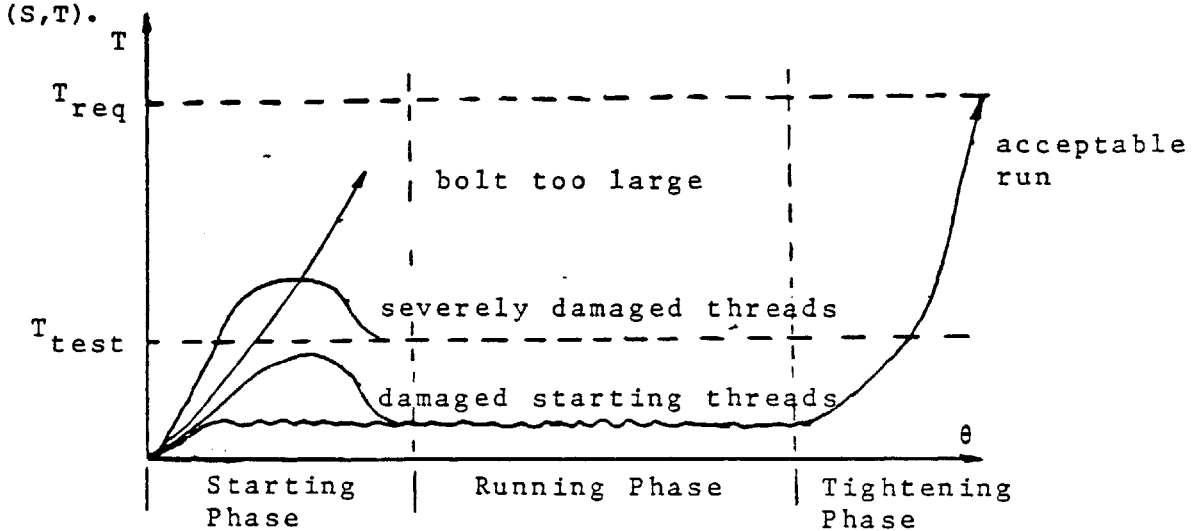 (S,T).
T
T_req
acceptable
run
bolt too large
severely damaged threads
T_test
damaged starting threads
θ
Starting
Phase
Running Phase
Tightening
Phase